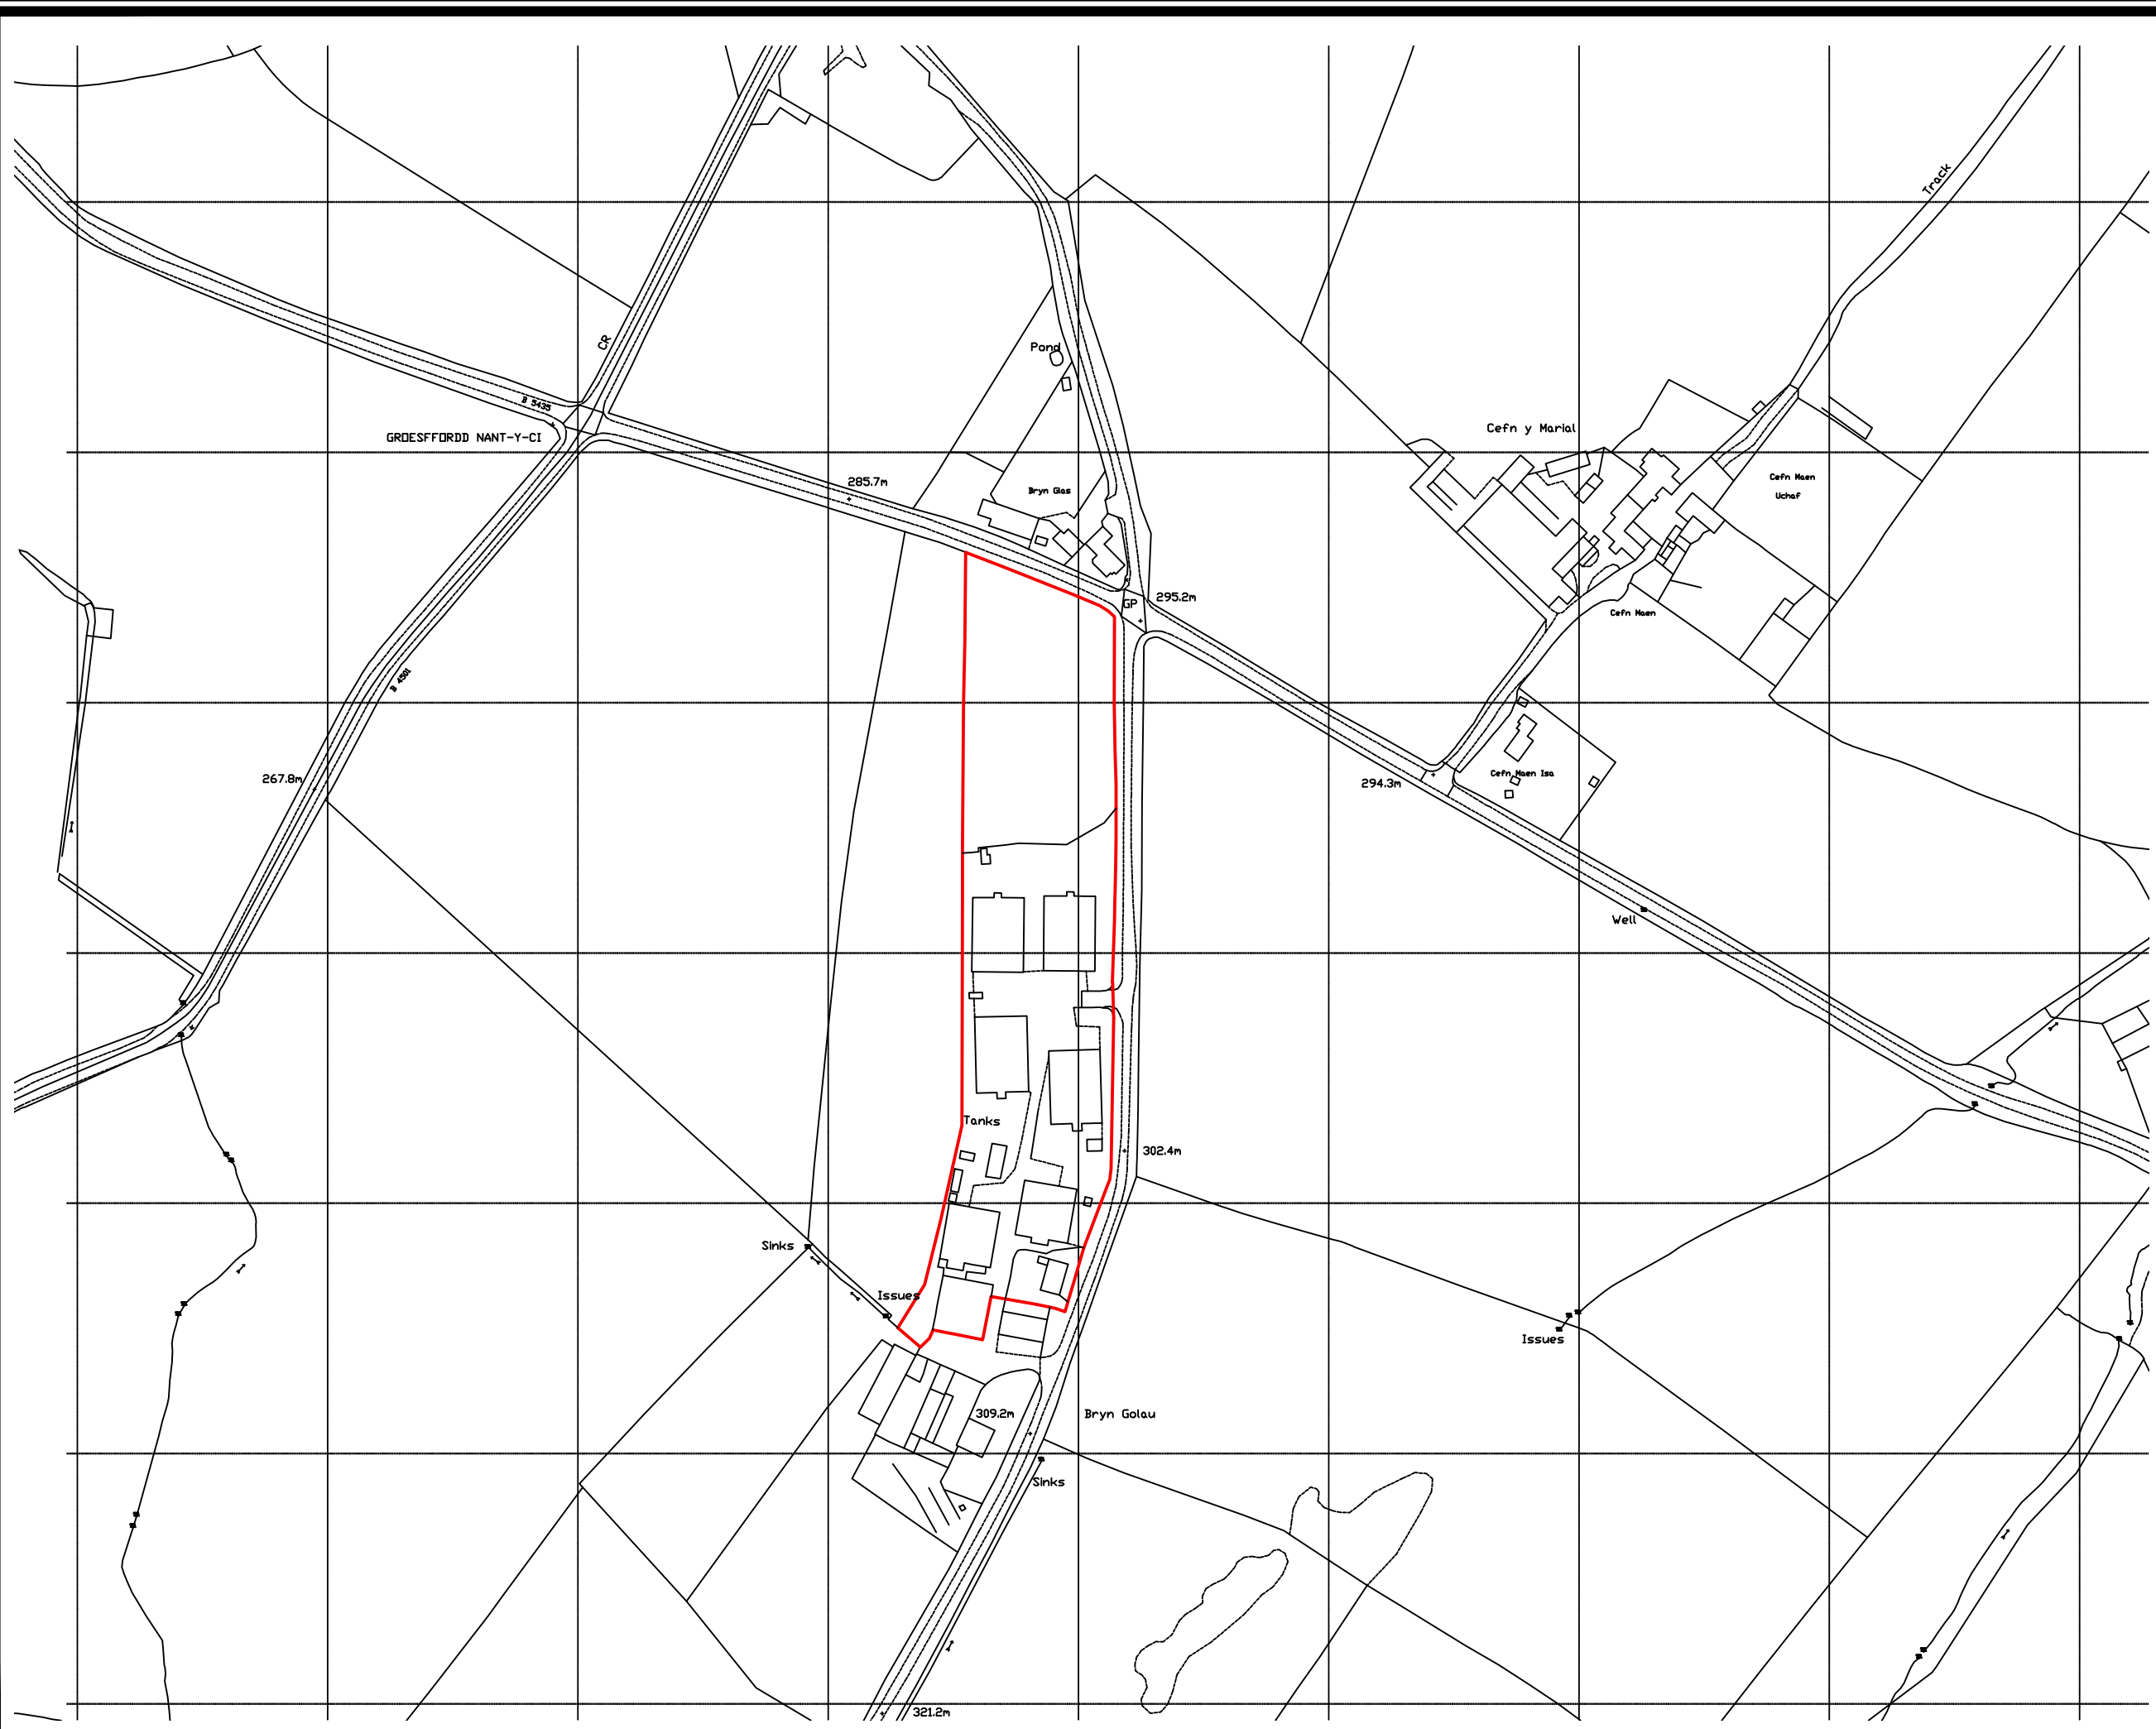 Track
CR
Pond
B 5435
GROESFFORDD NANT-Y-CI
Cefn y Marial
285.7m
Bryn Glas
Cefn Maen
Uchaf
GP
295.2m
Cefn Maen
B 4501
267.8m
294.3m
Cefn Maen Isa
Well
Tanks
302.4m
Sinks
Issues
Issues
309.2m
Bryn Golau
Sinks
321.2m